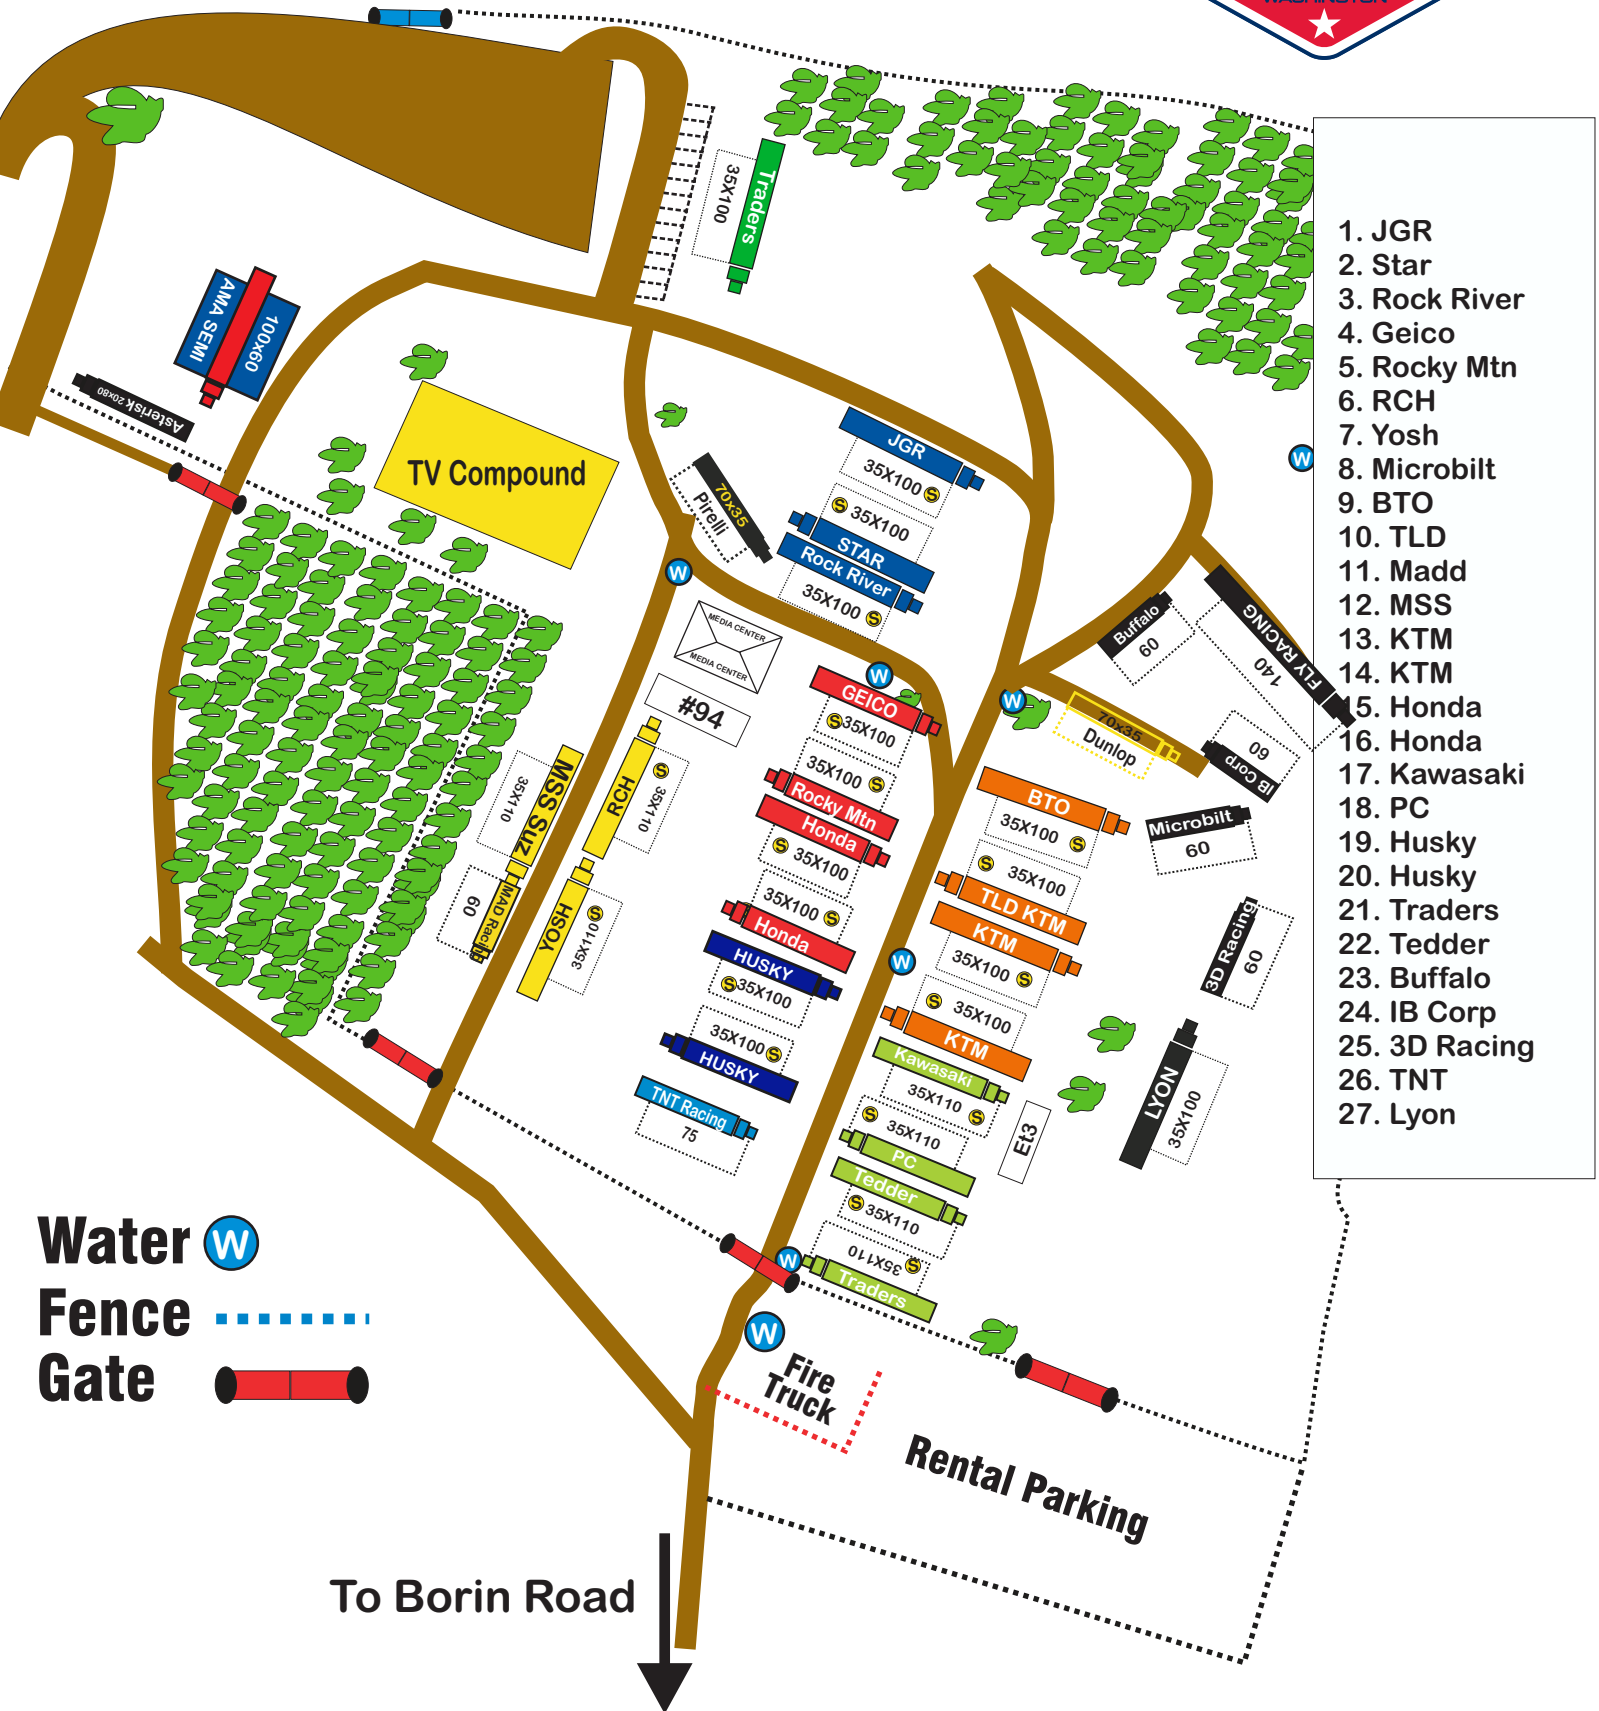 WASHINGTON
Traders
35X100
AMA SEMI
100x60
Asterisk 20x80
TV Compound
70x35
Pirelli
JGR
35X100 S
S 35X100
STAR
Rock River
35X100 S
W
W
MEDIA CENTER
MEDIA CENTER
#94
W
GEICO
S 35X100
35X100 S
Rocky Mtn
Honda
S 35X100
35X100 S
Honda
HUSKY
S 35X100
35X100 S
HUSKY
TNT Racing
75
MSS Suz
35X110
MAD Racing
60
RCH
S
35X110
YOSH
S
35X110
Buffalo
60
FLY RACING
140
W
70x35
Dunlop
IB Corp
60
Microbilt
60
BTO
35X100 S
S 35X100
TLD KTM
KTM
35X100 S
W
S 35X100
KTM
Kawasaki
35X110 S
S 35X110
PC
Tedder
S 35X110
35X110 S
Traders
W
3D Racing
60
LYON
35X100
Et3
1. JGR
2. Star
3. Rock River
4. Geico
5. Rocky Mtn
6. RCH
7. Yosh
8. Microbilt
9. BTO
10. TLD
11. Madd
12. MSS
13. KTM
14. KTM
15. Honda
16. Honda
17. Kawasaki
18. PC
19. Husky
20. Husky
21. Traders
22. Tedder
23. Buffalo
24. IB Corp
25. 3D Racing
26. TNT
27. Lyon
Water W
Fence
Gate
W
Fire
Truck
Rental Parking
To Borin Road